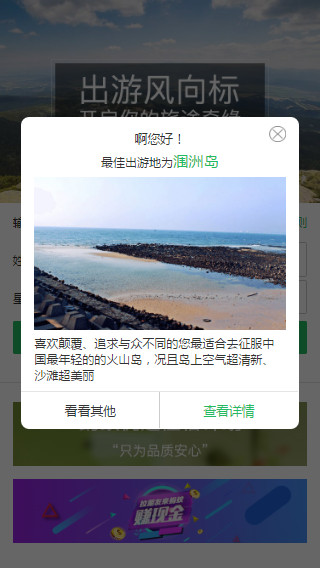 出游风向标
开启你的旅途奇缘
啊您好！
最佳出游地为涠洲岛
喜欢颠覆、追求与众不同的您最适合去征服中
国最年轻的的火山岛，况且岛上空气超清新、
沙滩超美丽
看看其他
查看详情
“只为品质安心”
赚现金